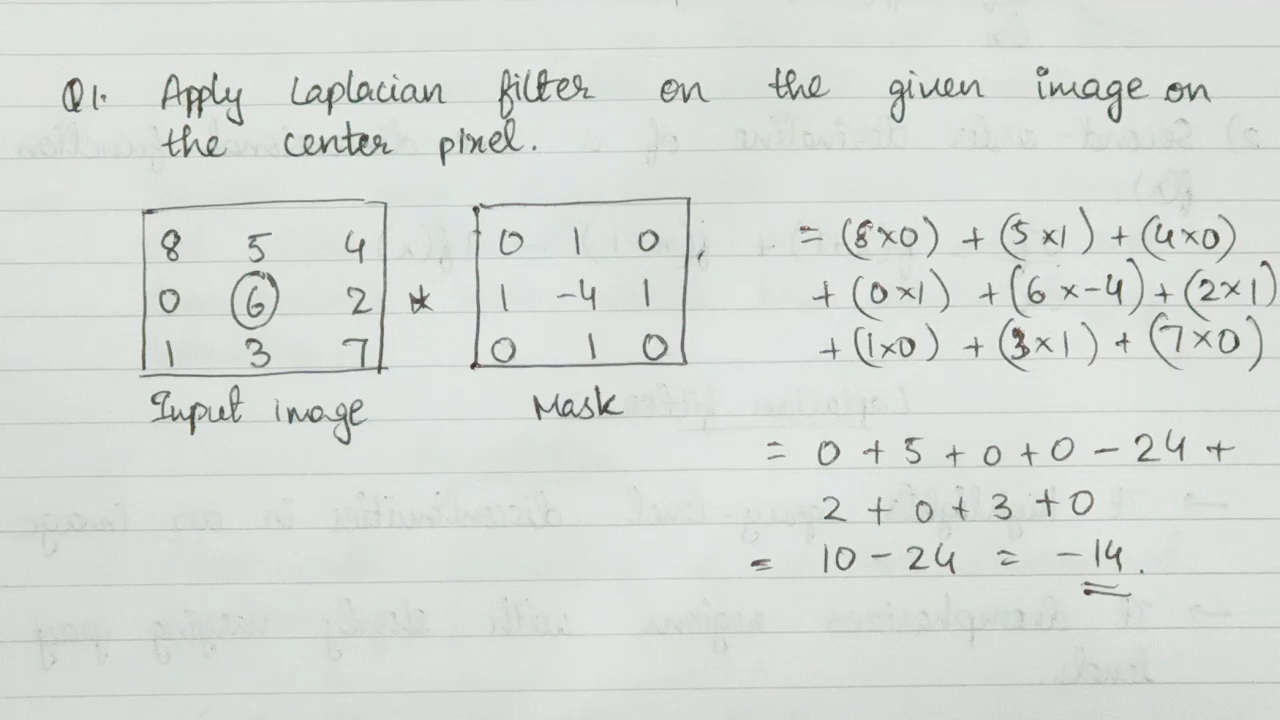 Q1. Apply Laplacian filter on the given image on
the center pixel.
8 5 4
0 6 2
1 3 7
Input image
*
0 1 0
1 -4 1
0 1 0
Mask
= (8×0) + (5×1) + (4×0)
+ (0×1) + (6×-4) + (2×1)
+ (1×0) + (3×1) + (7×0)
= 0 + 5 + 0 + 0 - 24 +
2 + 0 + 3 + 0
= 10 - 24 = -14.